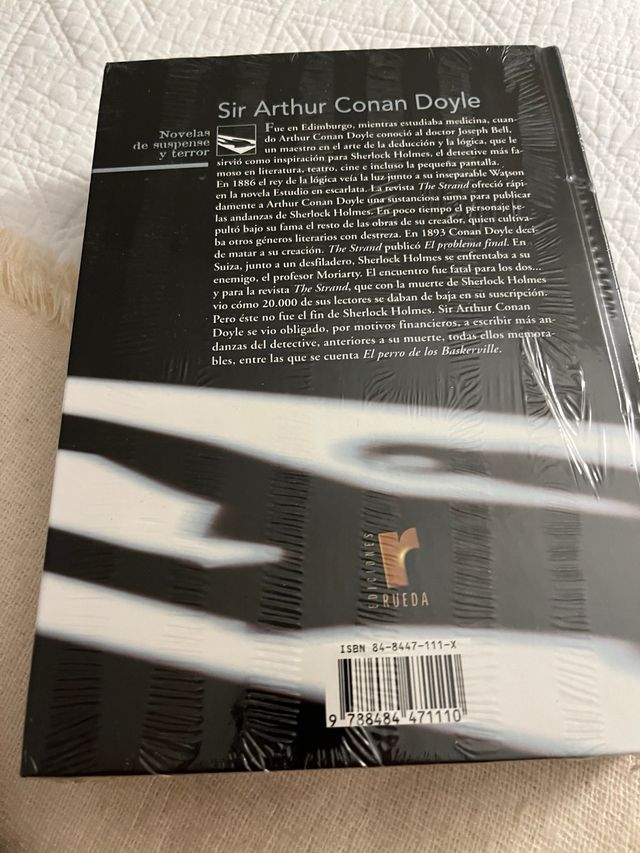 Sir Arthur Conan Doyle
Novelas
de suspense
y terror
Fue en Edimburgo, mientras estudiaba medicina, cuan-
do Arthur Conan Doyle conoció al doctor Joseph Bell,
un maestro en el arte de la deducción y la lógica, que le
sirvió como inspiración para Sherlock Holmes, el detective más fa-
moso en literatura, teatro, cine e incluso la pequeña pantalla.
En 1886 el rey de la lógica veía la luz junto a su inseparable Watson
en la novela Estudio en escarlata. La revista The Strand ofreció rápi-
damente a Arthur Conan Doyle una sustanciosa suma para publicar
las andanzas de Sherlock Holmes. En poco tiempo el personaje se-
pultó bajo su fama el resto de las obras de su creador, quien cultiva-
ba otros géneros literarios con destreza. En 1893 Conan Doyle deci-
de matar a su creación. The Strand publicó El problema final. En
Suiza, junto a un desfiladero, Sherlock Holmes se enfrentaba a su
enemigo, el profesor Moriarty. El encuentro fue fatal para los dos...
y para la revista The Strand, que con la muerte de Sherlock Holmes
vio cómo 20.000 de sus lectores se daban de baja en su suscripción.
Pero éste no fue el fin de Sherlock Holmes. Sir Arthur Conan
Doyle se vio obligado, por motivos financieros, a escribir más an-
danzas del detective, anteriores a su muerte, todas ellos memora-
bles, entre las que se cuenta El perro de los Baskerville.
EDICIONES
r
RUEDA
ISBN 84-8447-111-X
9 788484 471110